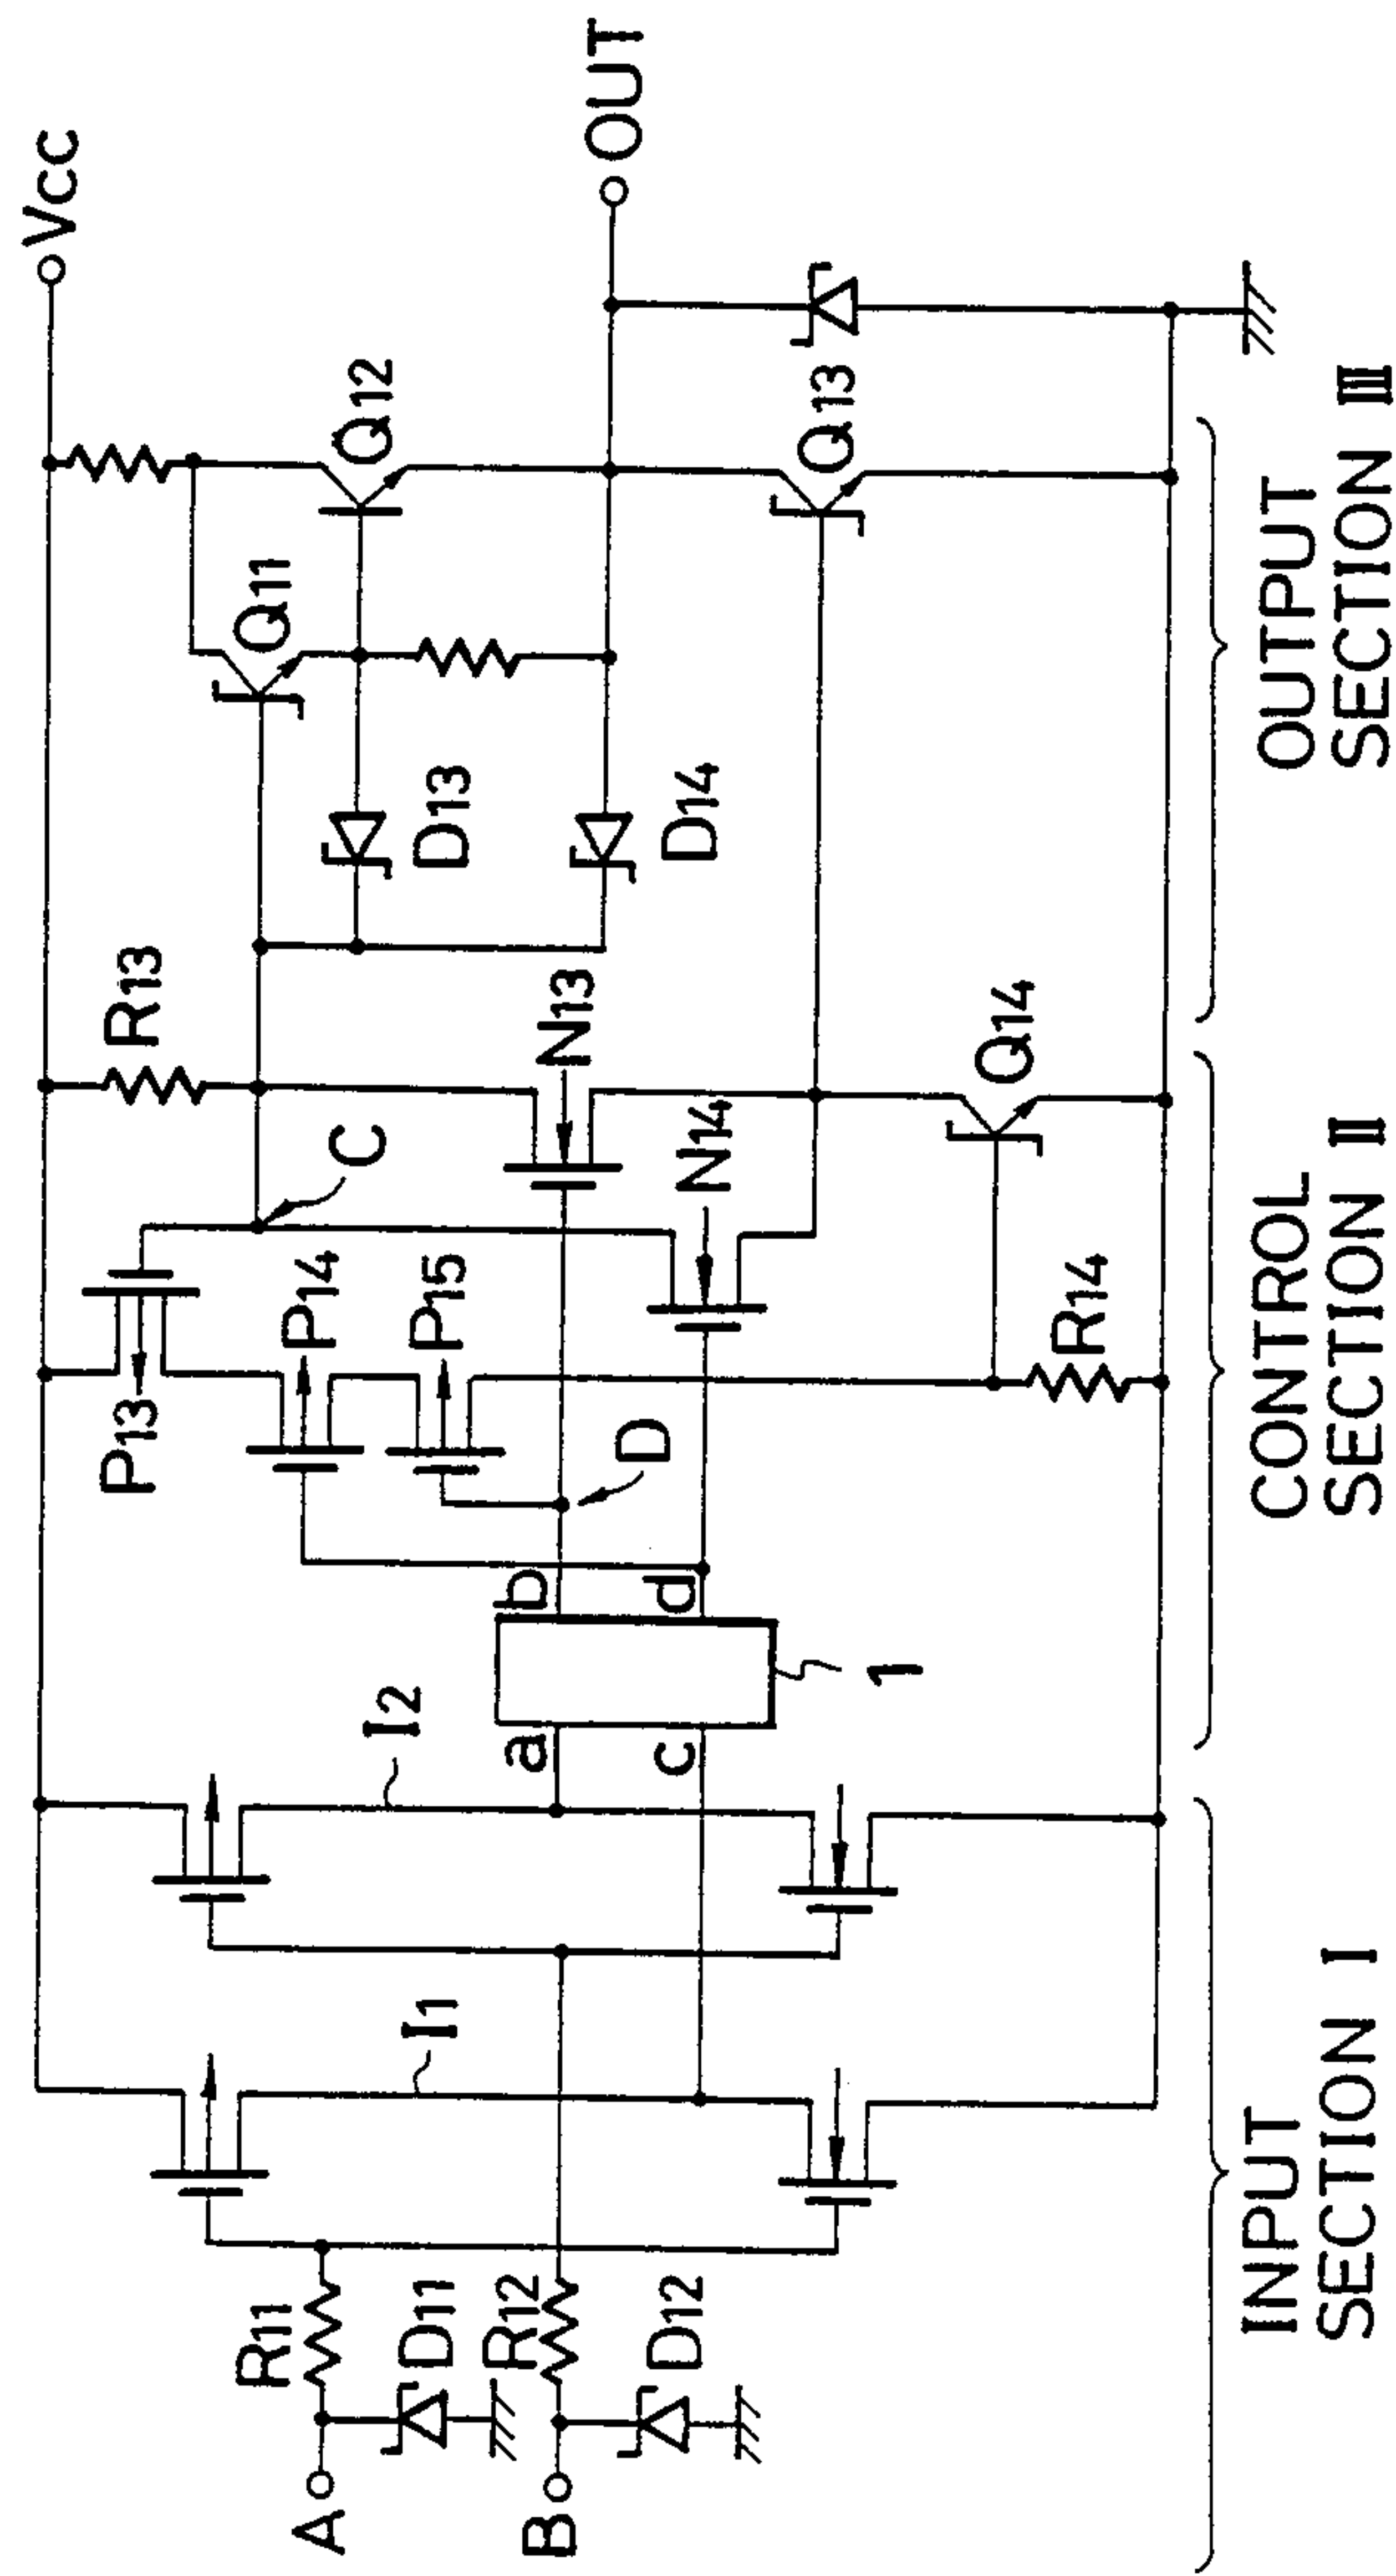 Vcc
OUT
Q12
Q11
Q13
D13
D14
R13
N13
C
N14
Q14
P14
P15
P13
R14
D
b
d
1
a
c
I2
I1
R11
D11
R12
D12
A
B
INPUT
SECTION I
CONTROL
SECTION II
OUTPUT
SECTION III